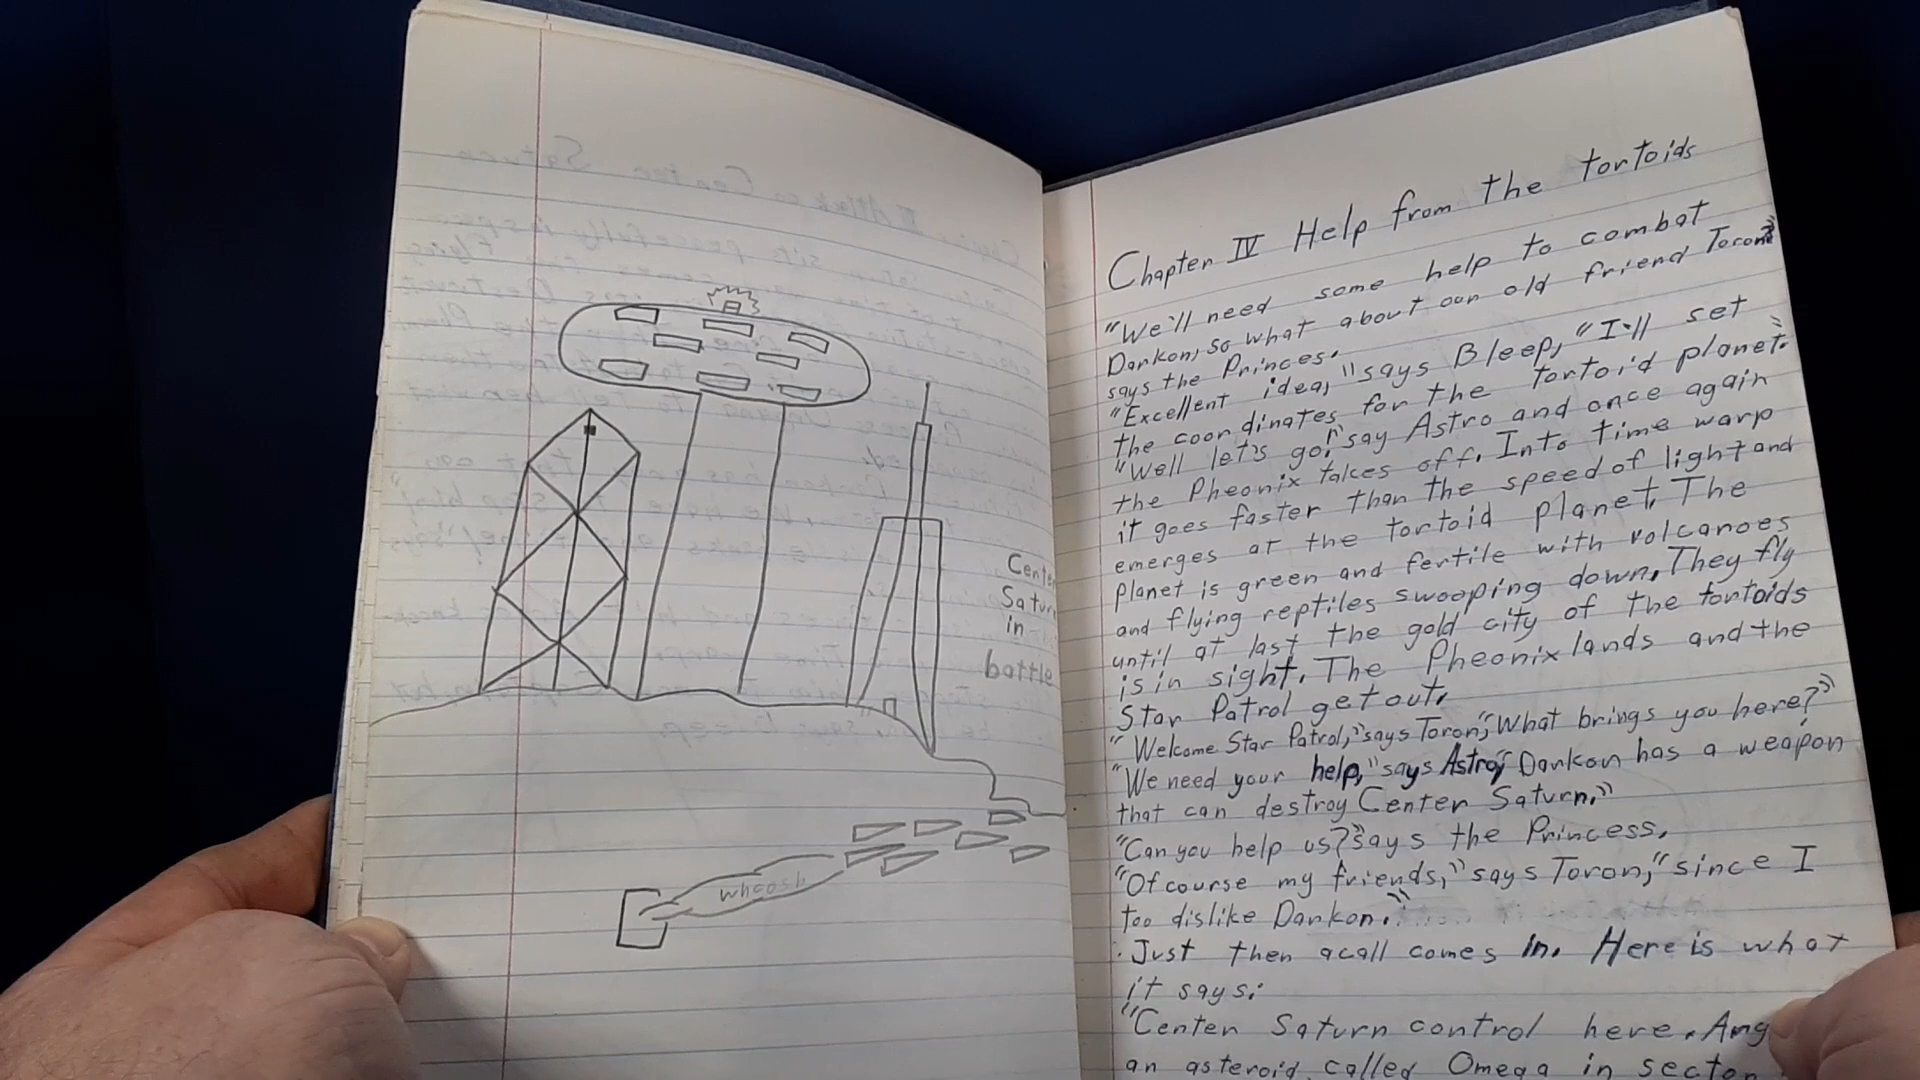 Center
Saturn
in
battle
whoosh
Chapter IV Help from the tortoids
"We'll need some help to combat
Darkon, so what about our old friend Toron?"
says the Princes.
"Excellent idea," says Bleep, "I'll set
the coordinates for the tortoid planet."
"Well let's go!" say Astro and once again
the Pheonix takes off. Into time warp
it goes faster than the speed of light and
emerges at the tortoid planet. The
planet is green and fertile with volcanoes
and flying reptiles swooping down. They fly
until at last the gold city of the tortoids
is in sight. The Pheonix lands and the
Star Patrol get out.
"Welcome Star Patrol," says Toron, "What brings you here?"
"We need your help," says Astro, "Darkon has a weapon
that can destroy Center Saturn."
"Can you help us?" says the Princess.
"Of course my friends," says Toron, "since I
too dislike Darkon."
Just then a call comes in. Here is what
it says:
"Center Saturn control here.
an asteroid called Omega in sector